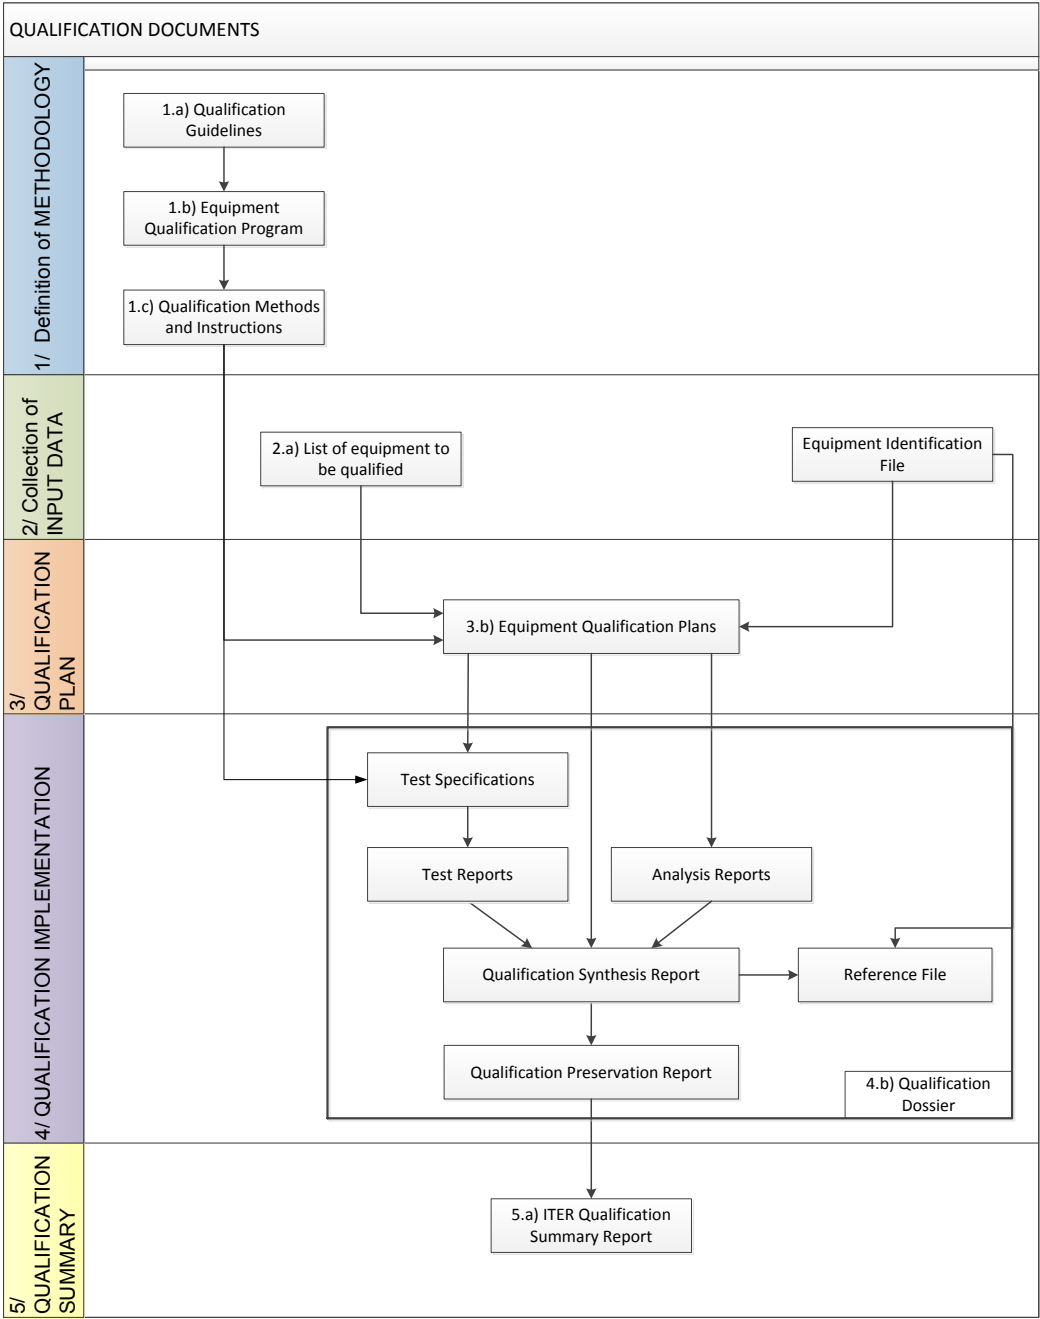 QUALIFICATION DOCUMENTS
1/ Definition of METHODOLOGY
1.a) Qualification
Guidelines
1.b) Equipment
Qualification Program
1.c) Qualification Methods
and Instructions
2/ Collection of
INPUT DATA
2.a) List of equipment to
be qualified
Equipment Identification
File
3/
QUALIFICATION
PLAN
3.b) Equipment Qualification Plans
4/ QUALIFICATION IMPLEMENTATION
Test Specifications
Test Reports
Analysis Reports
Qualification Synthesis Report
Reference File
Qualification Preservation Report
4.b) Qualification
Dossier
5/
QUALIFICATION
SUMMARY
5.a) ITER Qualification
Summary Report